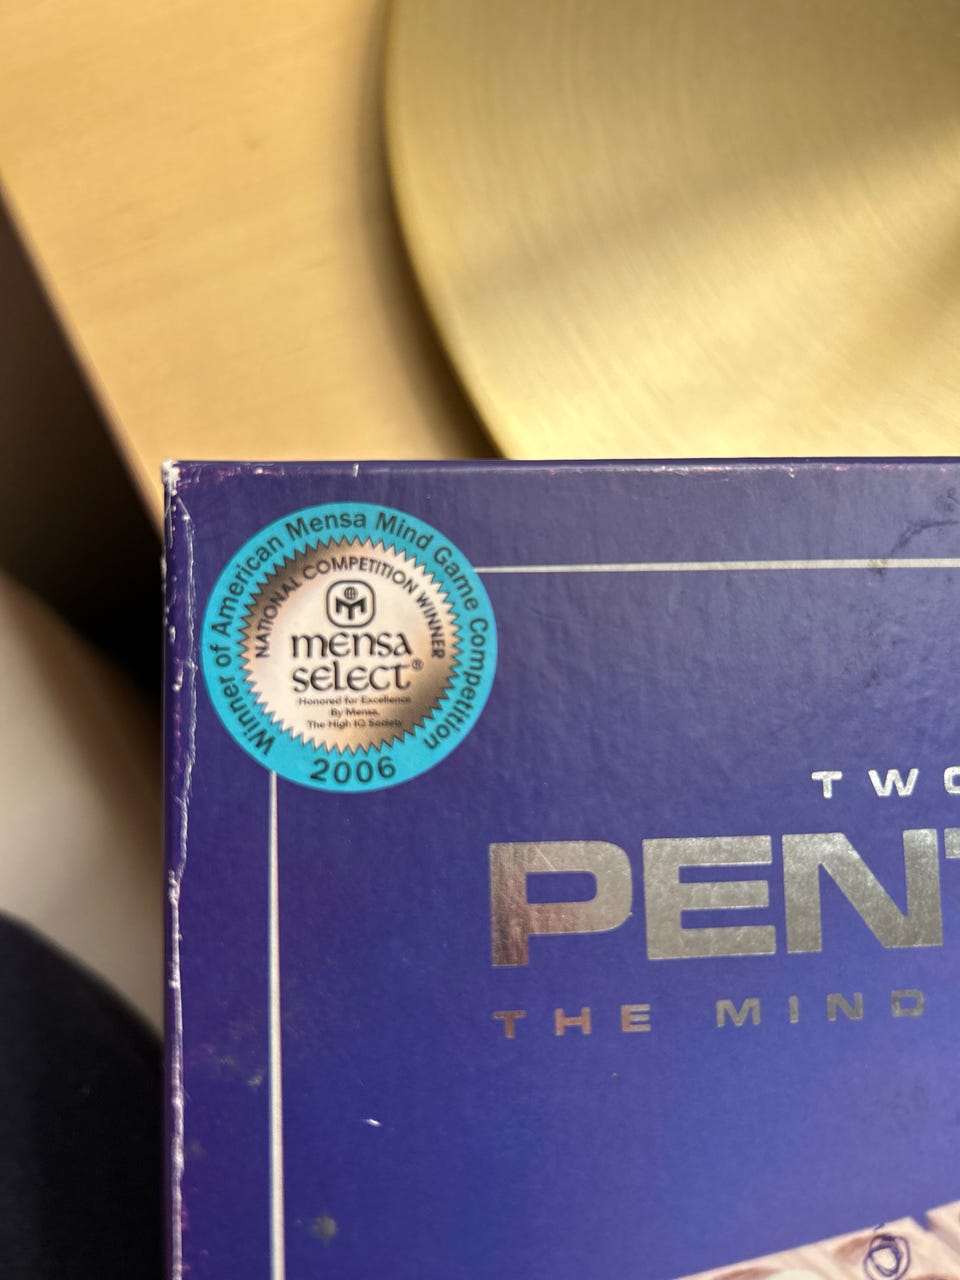 Winner of American Mensa Mind Game Competition
NATIONAL COMPETITION WINNER
mensa
select®
Honored for Excellence
By Mensa,
The High IQ Society
2006
TWO
PENT
THE MIND